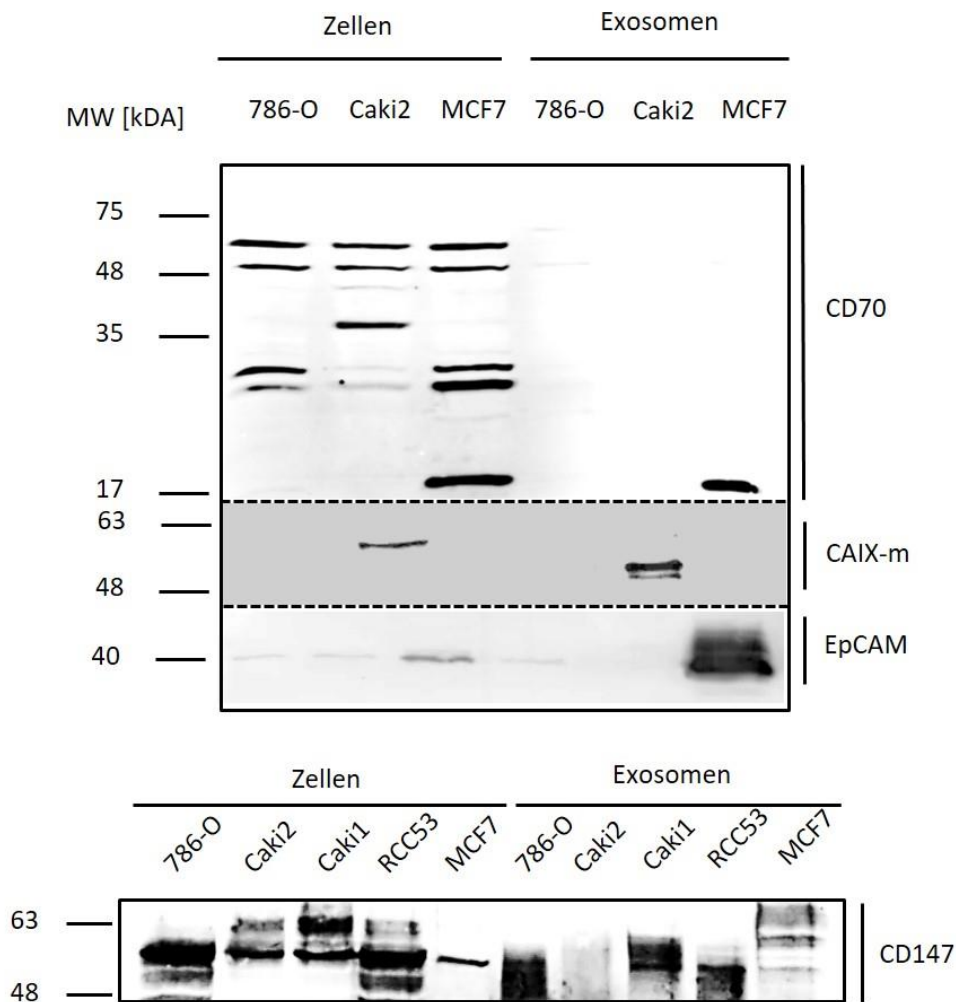 Zellen Exosomen
MW [kDA] 786-O Caki2 MCF7 786-O Caki2 MCF7
75
48
35
CD70
17
63
CAIX-m
48
40
EpCAM
Zellen Exosomen
786-O Caki2 Caki1 RCC53 MCF7 786-O Caki2 Caki1 RCC53 MCF7
63
CD147
48